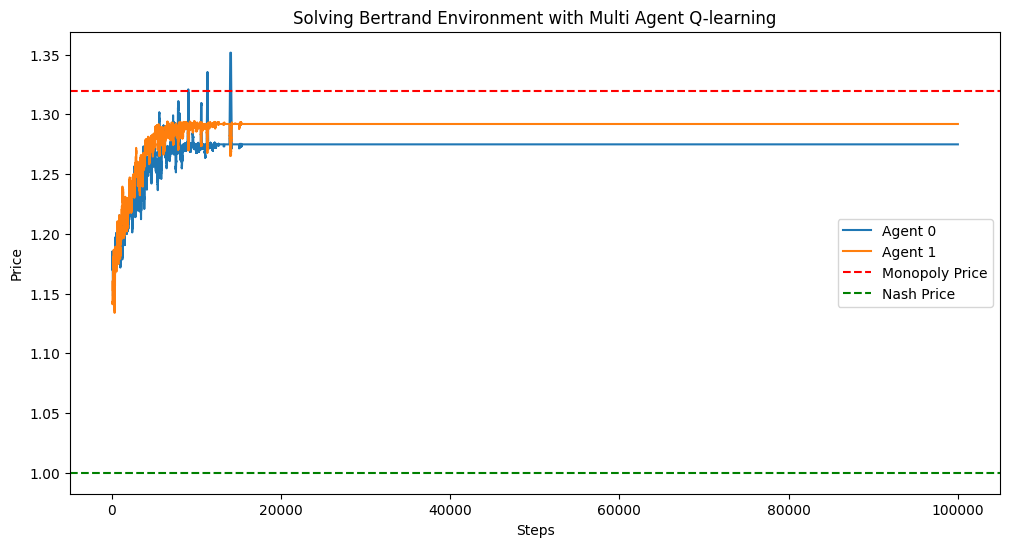 Solving Bertrand Environment with Multi Agent Q-learning
Price
1.35
1.30
1.25
1.20
1.15
1.10
1.05
1.00
Agent 0
Agent 1
Monopoly Price
Nash Price
0
20000
40000
60000
80000
100000
Steps